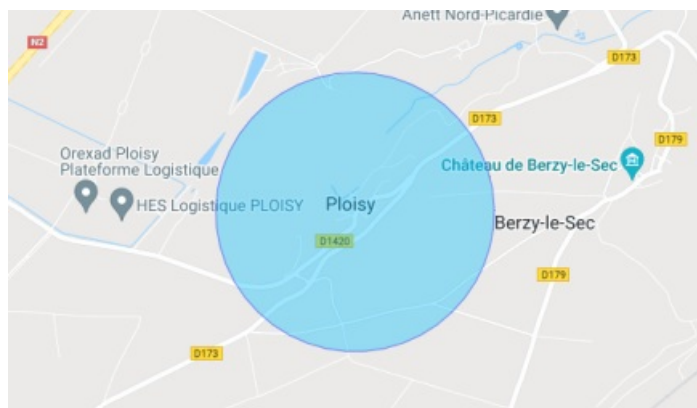 Anett Nord-Picardie
N2
D173
D173
D179
Orexad Ploisy
Plateforme Logistique
Château de Berzy-le-Sec
HES Logistique PLOISY
Ploisy
Berzy-le-Sec
D1420
D179
D173